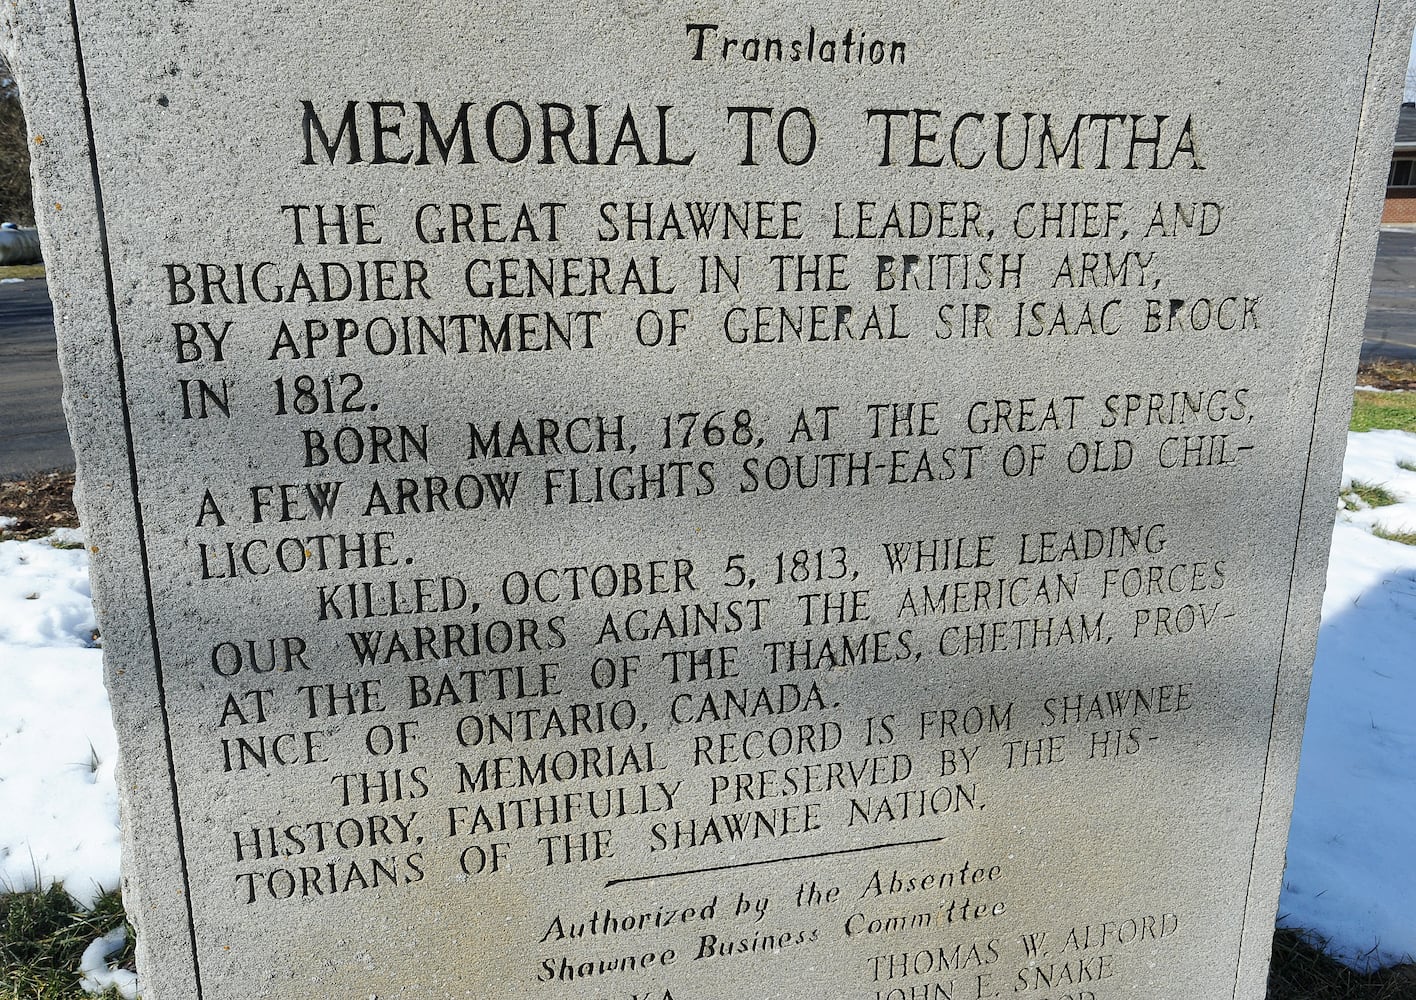 Translation
MEMORIAL TO TECUMTHA
THE GREAT SHAWNEE LEADER, CHIEF, AND
BRIGADIER GENERAL IN THE BRITISH ARMY,
BY APPOINTMENT OF GENERAL SIR ISAAC BROCK
IN 1812.
BORN MARCH, 1768, AT THE GREAT SPRINGS,
A FEW ARROW FLIGHTS SOUTH-EAST OF OLD CHIL-
LICOTHE.
KILLED, OCTOBER 5, 1813, WHILE LEADING
OUR WARRIORS AGAINST THE AMERICAN FORCES
AT THE BATTLE OF THE THAMES, CHETHAM, PROV-
INCE OF ONTARIO, CANADA.
THIS MEMORIAL RECORD IS FROM SHAWNEE
HISTORY, FAITHFULLY PRESERVED BY THE HIS-
TORIANS OF THE SHAWNEE NATION.
Authorized by the Absentee
Shawnee Business Committee
THOMAS W. ALFORD
JOHN E. SNAKE